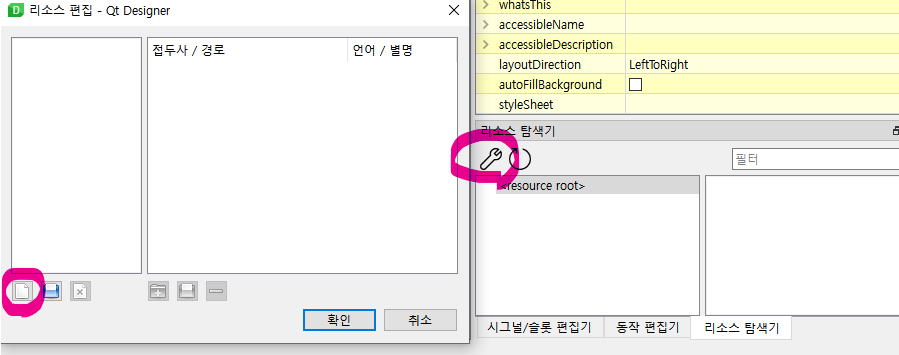 리소스 편집 - Qt Designer
접두사 / 경로
언어 / 별명
확인
취소
whatsThis
accessibleName
accessibleDescription
layoutDirection LeftToRight
autoFillBackground
styleSheet
리소스 탐색기
필터
<resource root>
시그널/슬롯 편집기
동작 편집기
리소스 탐색기